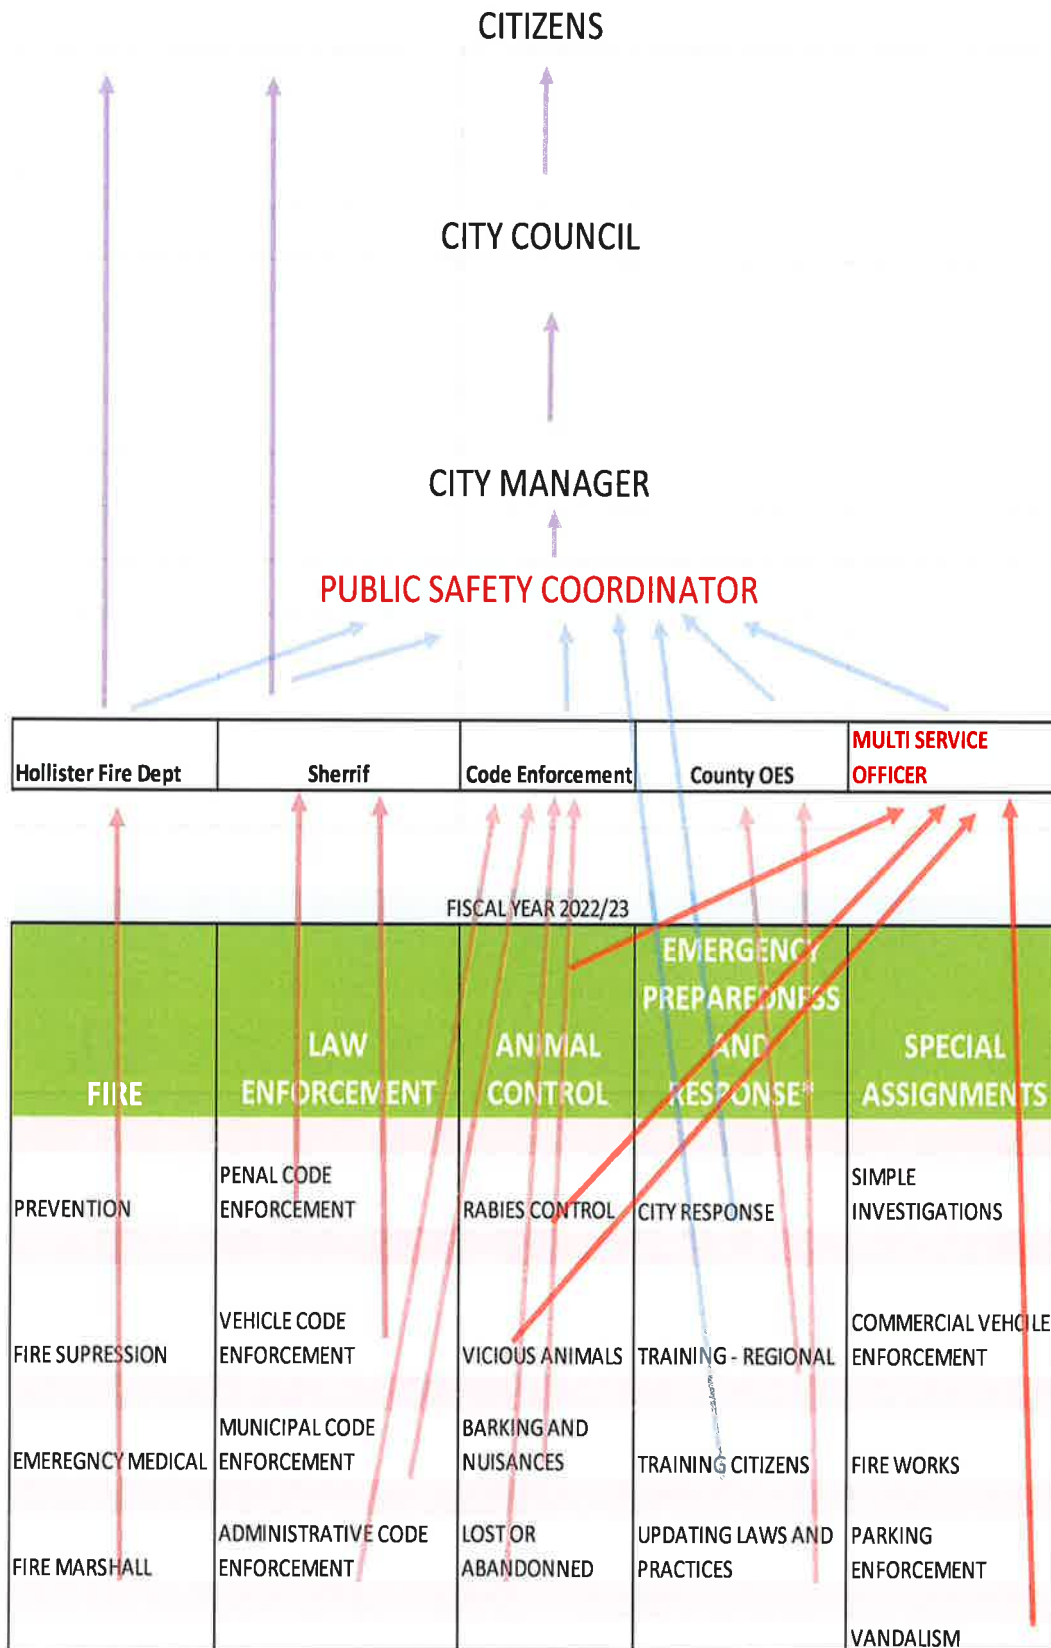 CITIZENS
CITY COUNCIL
CITY MANAGER
PUBLIC SAFETY COORDINATOR
Hollister Fire Dept
Sherrif
Code Enforcement
County OES
MULTI SERVICE
OFFICER
FISCAL YEAR 2022/23
FIRE
LAW
ENFORCEMENT
ANIMAL
CONTROL
EMERGENCY
PREPAREDNESS
AND
RESPONSE*
SPECIAL
ASSIGNMENTS
PREVENTION
PENAL CODE
ENFORCEMENT
RABIES CONTROL
CITY RESPONSE
SIMPLE
INVESTIGATIONS
FIRE SUPRESSION
VEHICLE CODE
ENFORCEMENT
VICIOUS ANIMALS
TRAINING - REGIONAL
COMMERCIAL VEHCILE
ENFORCEMENT
EMEREGNCY MEDICAL
MUNICIPAL CODE
ENFORCEMENT
BARKING AND
NUISANCES
TRAINING CITIZENS
FIRE WORKS
FIRE MARSHALL
ADMINISTRATIVE CODE
ENFORCEMENT
LOST OR
ABANDONNED
UPDATING LAWS AND
PRACTICES
PARKING
ENFORCEMENT
VANDALISM